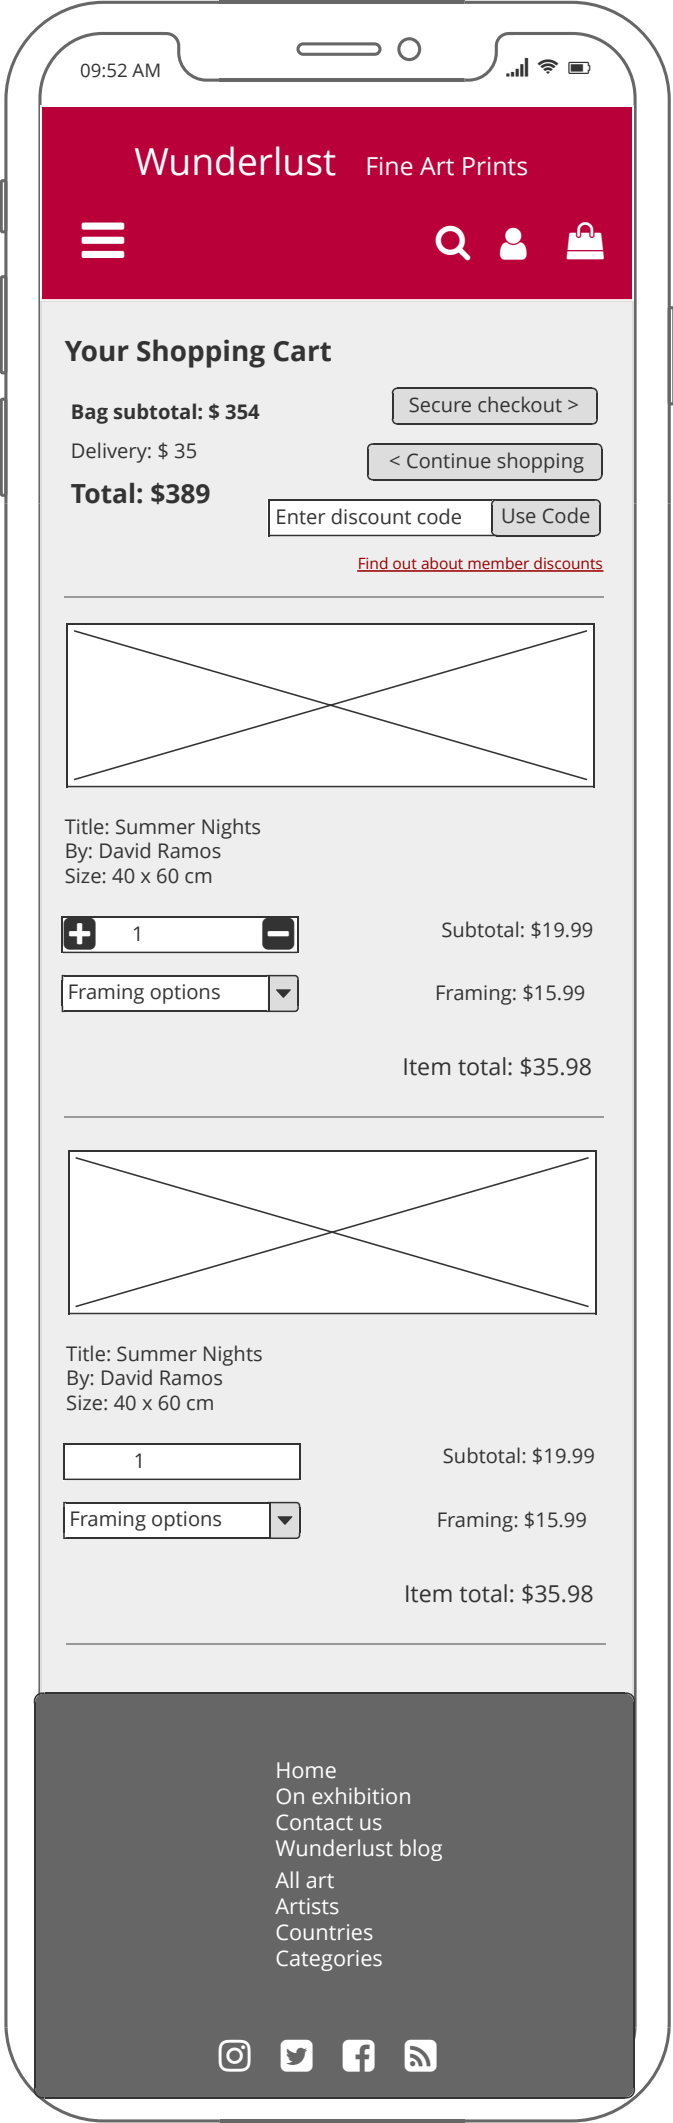 09:52 AM
Wunderlust Fine Art Prints
Your Shopping Cart
Bag subtotal: $ 354
Delivery: $ 35
Total: $389
Secure checkout >
< Continue shopping
Enter discount code
Use Code
Find out about member discounts
Title: Summer Nights
By: David Ramos
Size: 40 x 60 cm
1
Subtotal: $19.99
Framing options
Framing: $15.99
Item total: $35.98
Title: Summer Nights
By: David Ramos
Size: 40 x 60 cm
1
Subtotal: $19.99
Framing options
Framing: $15.99
Item total: $35.98
Home
On exhibition
Contact us
Wunderlust blog
All art
Artists
Countries
Categories